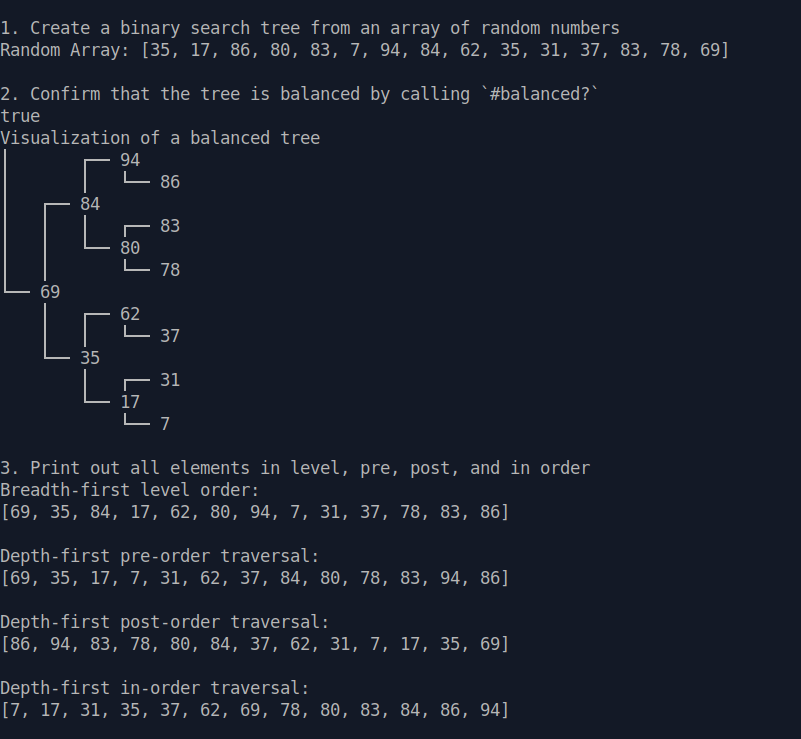 1. Create a binary search tree from an array of random numbers
Random Array: [35, 17, 86, 80, 83, 7, 94, 84, 62, 35, 31, 37, 83, 78, 69]
2. Confirm that the tree is balanced by calling `#balanced?`
true
Visualization of a balanced tree
94
86
84
83
80
78
69
62
37
35
31
17
7
3. Print out all elements in level, pre, post, and in order
Breadth-first level order:
[69, 35, 84, 17, 62, 80, 94, 7, 31, 37, 78, 83, 86]
Depth-first pre-order traversal:
[69, 35, 17, 7, 31, 62, 37, 84, 80, 78, 83, 94, 86]
Depth-first post-order traversal:
[86, 94, 83, 78, 80, 84, 37, 62, 31, 7, 17, 35, 69]
Depth-first in-order traversal:
[7, 17, 31, 35, 37, 62, 69, 78, 80, 83, 84, 86, 94]